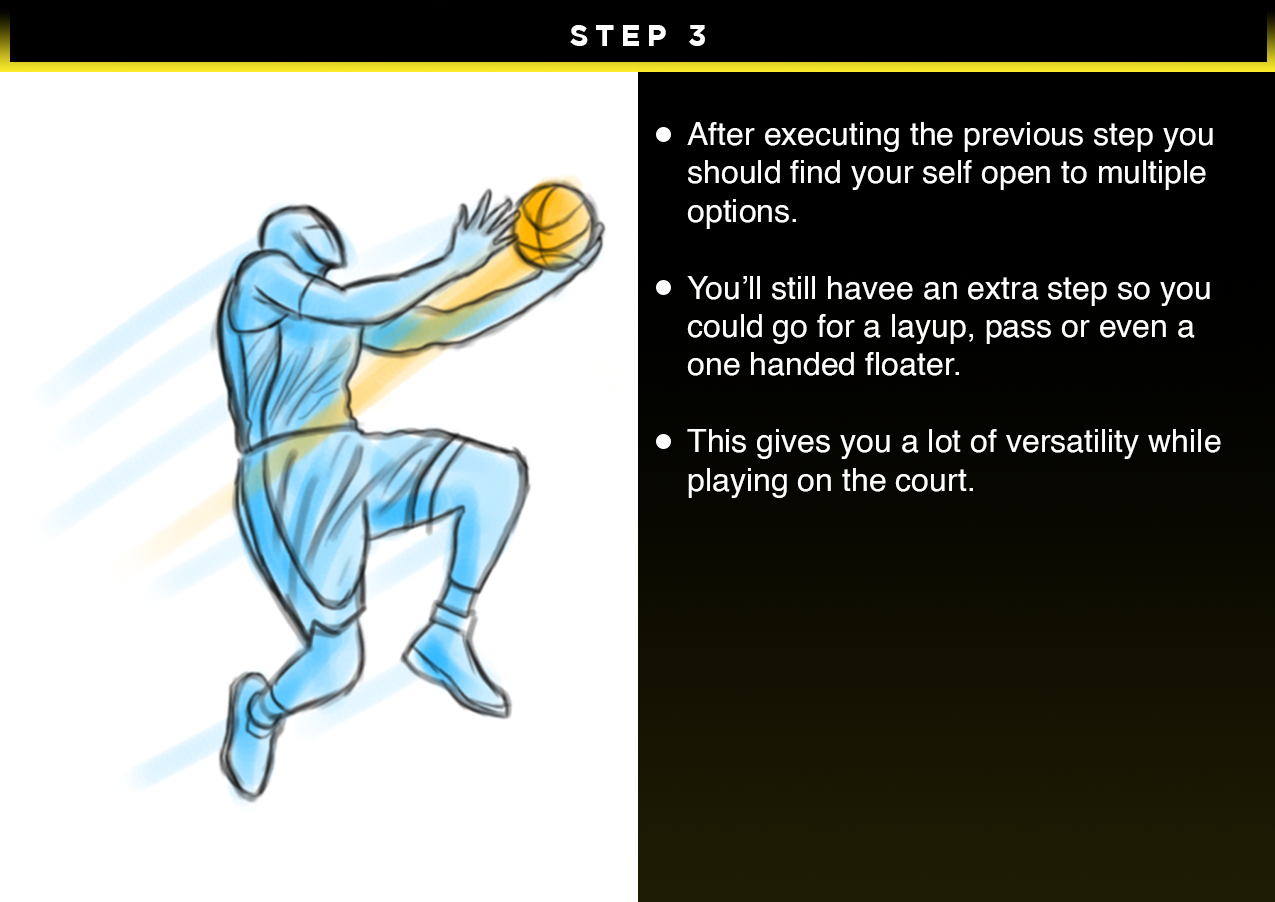 STEP 3
● After executing the previous step you
should find your self open to multiple
options.
● You’ll still havee an extra step so you
could go for a layup, pass or even a
one handed floater.
● This gives you a lot of versatility while
playing on the court.